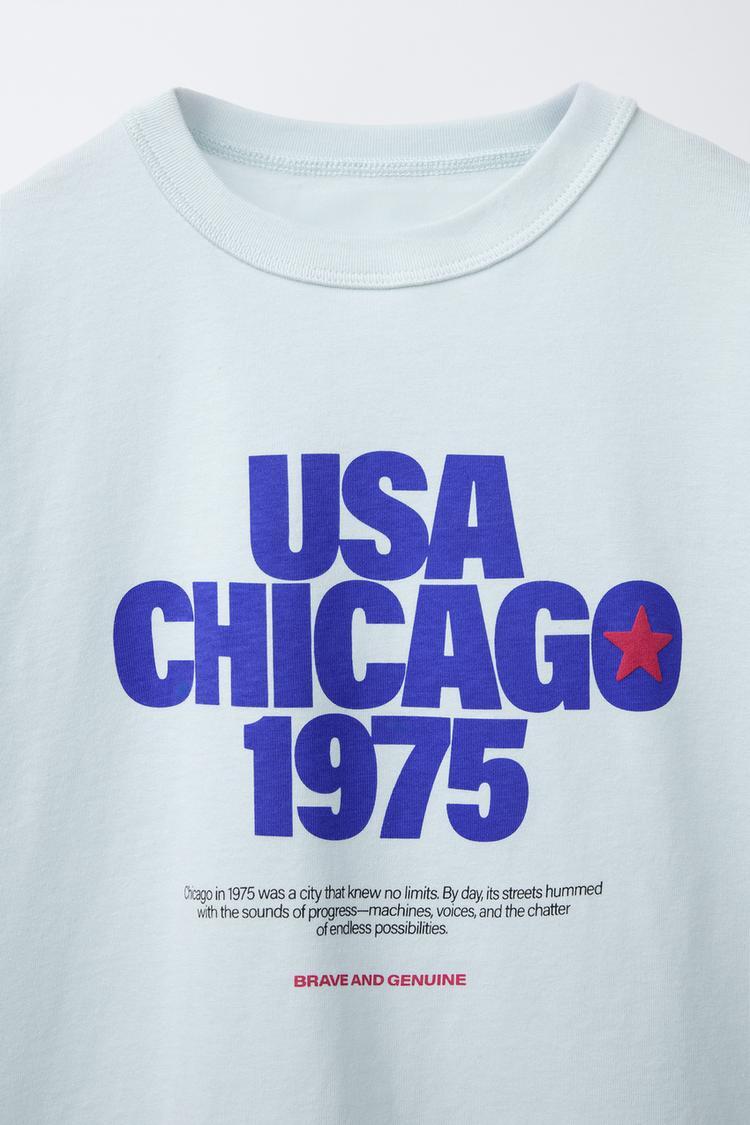 USA
CHICAGO
1975
Chicago in 1975 was a city that knew no limits. By day, its streets hummed
with the sounds of progress—machines, voices, and the chatter
of endless possibilities.
BRAVE AND GENUINE